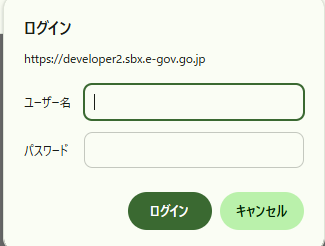 ログイン
https://developer2.sbx.e-gov.go.jp
ユーザー名
パスワード
ログイン キャンセル